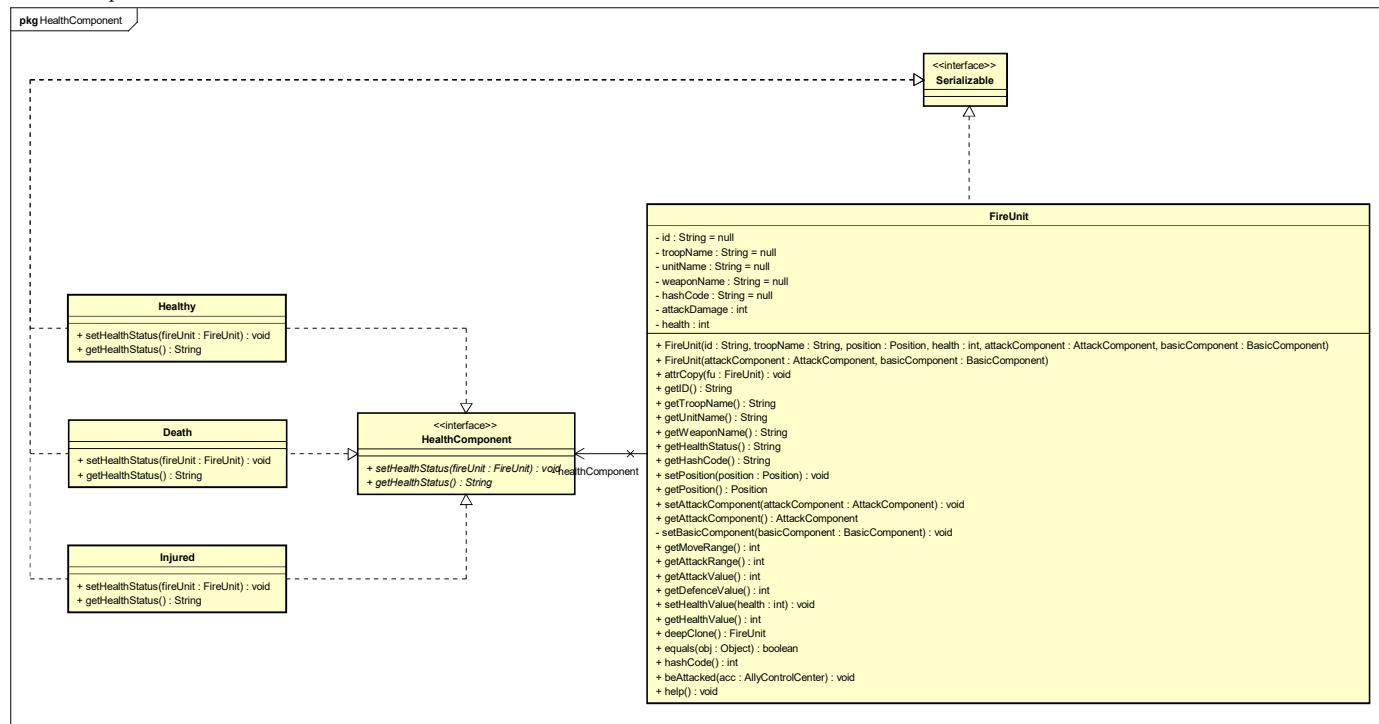 pkg HealthComponent
<<interface>>
Serializable
FireUnit
- id : String = null
- troopName : String = null
- unitName : String = null
- weaponName : String = null
- hashCode : String = null
- attackDamage : int
- health : int
+ FireUnit(id : String, troopName : String, position : Position, health : int, attackComponent : AttackComponent, basicComponent : BasicComponent)
+ FireUnit(attackComponent : AttackComponent, basicComponent : BasicComponent)
+ attrCopy(fu : FireUnit) : void
+ getID() : String
+ getTroopName() : String
+ getUnitName() : String
+ getWeaponName() : String
+ getHealthStatus() : String
+ getHashCode() : String
+ setPosition(position : Position) : void
+ getPosition() : Position
+ setAttackComponent(attackComponent : AttackComponent) : void
+ getAttackComponent() : AttackComponent
- setBasicComponent(basicComponent : BasicComponent) : void
+ getMoveRange() : int
+ getAttackRange() : int
+ getAttackValue() : int
+ getDefenceValue() : int
+ setHealthValue(health : int) : void
+ getHealthValue() : int
+ deepClone() : FireUnit
+ equals(obj : Object) : boolean
+ hashCode() : int
+ beAttacked(acc : AllyControlCenter) : void
+ help() : void
Healthy
+ setHealthStatus(fireUnit : FireUnit) : void
+ getHealthStatus() : String
Death
+ setHealthStatus(fireUnit : FireUnit) : void
+ getHealthStatus() : String
<<interface>>
HealthComponent
+ setHealthStatus(fireUnit : FireUnit) : void
+ getHealthStatus() : String
- healthComponent
Injured
+ setHealthStatus(fireUnit : FireUnit) : void
+ getHealthStatus() : String